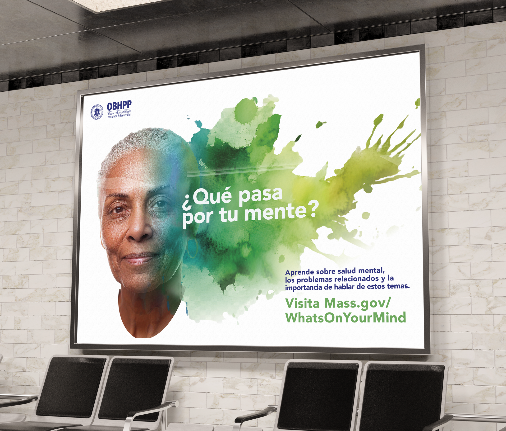 OBHPP
¿Qué pasa
por tu mente?
Aprende sobre salud mental,
los problemas relacionados y la
importancia de hablar de estos temas.
Visita Mass.gov/
WhatsOnYourMind